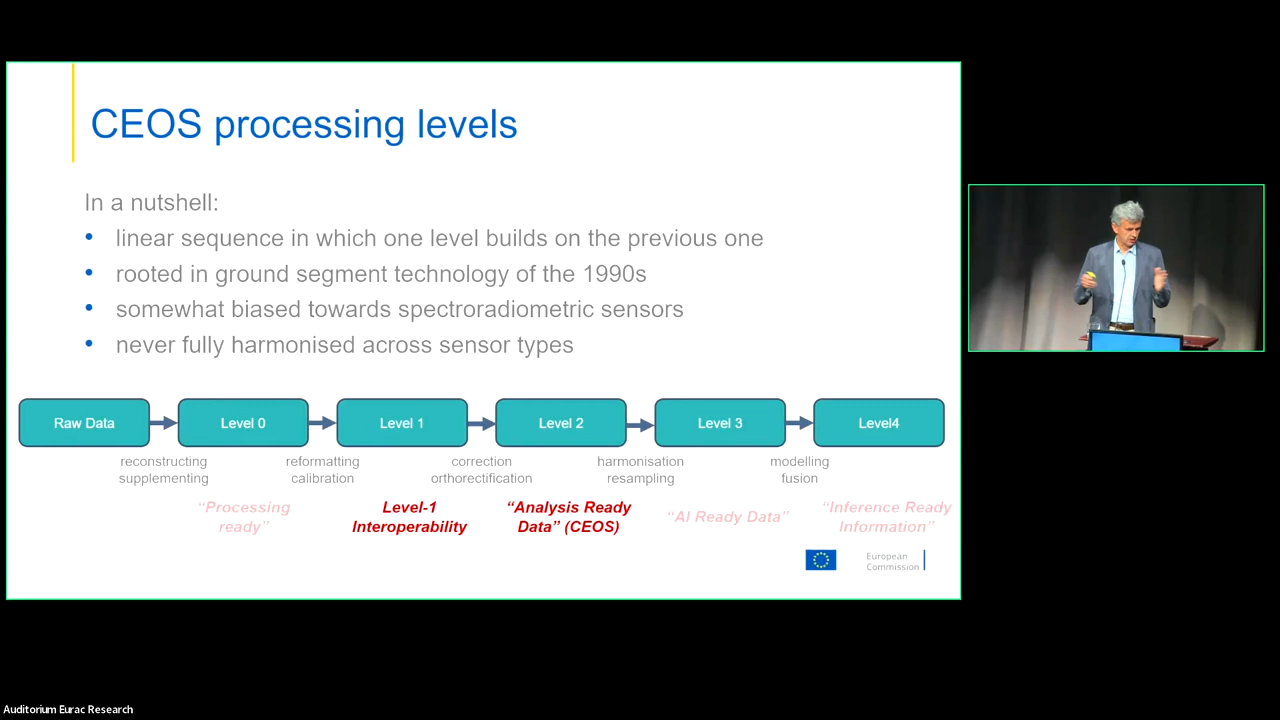 CEOS processing levels
In a nutshell:
• linear sequence in which one level builds on the previous one
• rooted in ground segment technology of the 1990s
• somewhat biased towards spectroradiometric sensors
• never fully harmonised across sensor types
Raw Data
Level 0
Level 1
Level 2
Level 3
Level4
reconstructing
supplementing
reformatting
calibration
correction
orthorectification
harmonisation
resampling
modelling
fusion
“Processing
ready”
Level-1
Interoperability
“Analysis Ready
Data” (CEOS)
“AI Ready Data”
“Inference Ready
Information”
European
Commission
Auditorium Eurac Research